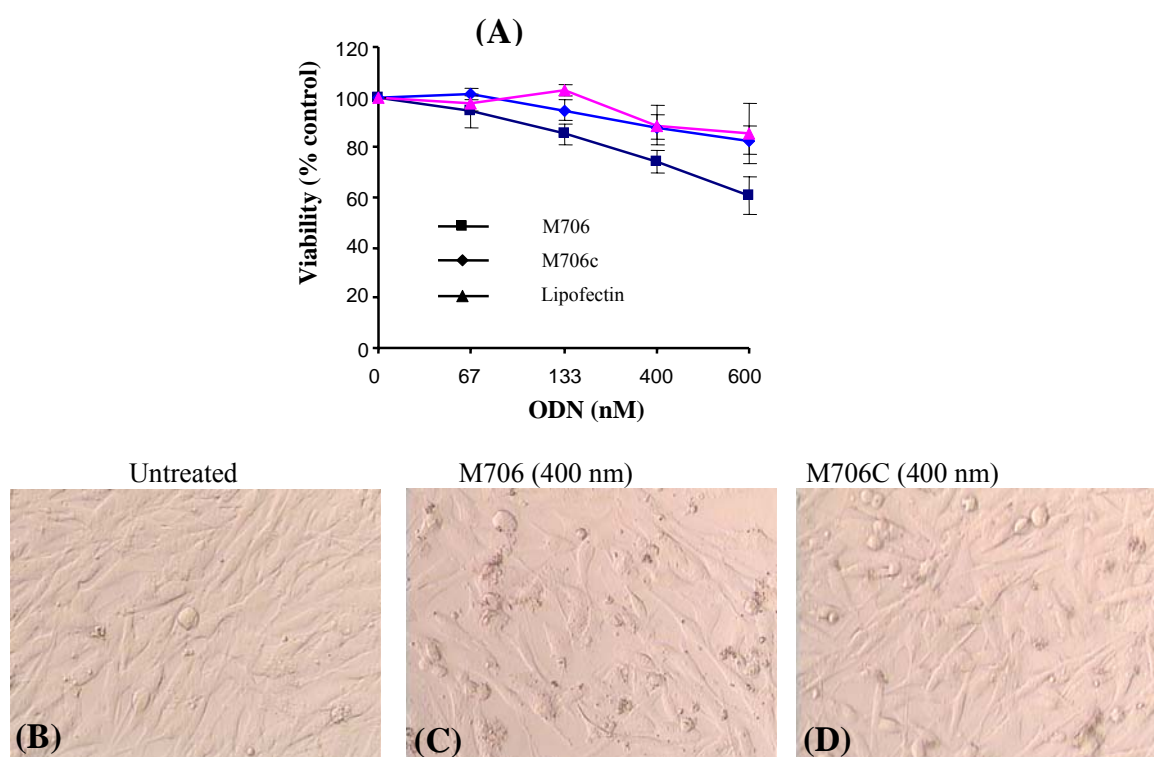 (A)
Viability (% control)
120
100
80
60
40
20
0
M706
M706c
Lipofectin
0 67 133 400 600
ODN (nM)
Untreated M706 (400 nm) M706C (400 nm)
(B) (C) (D)